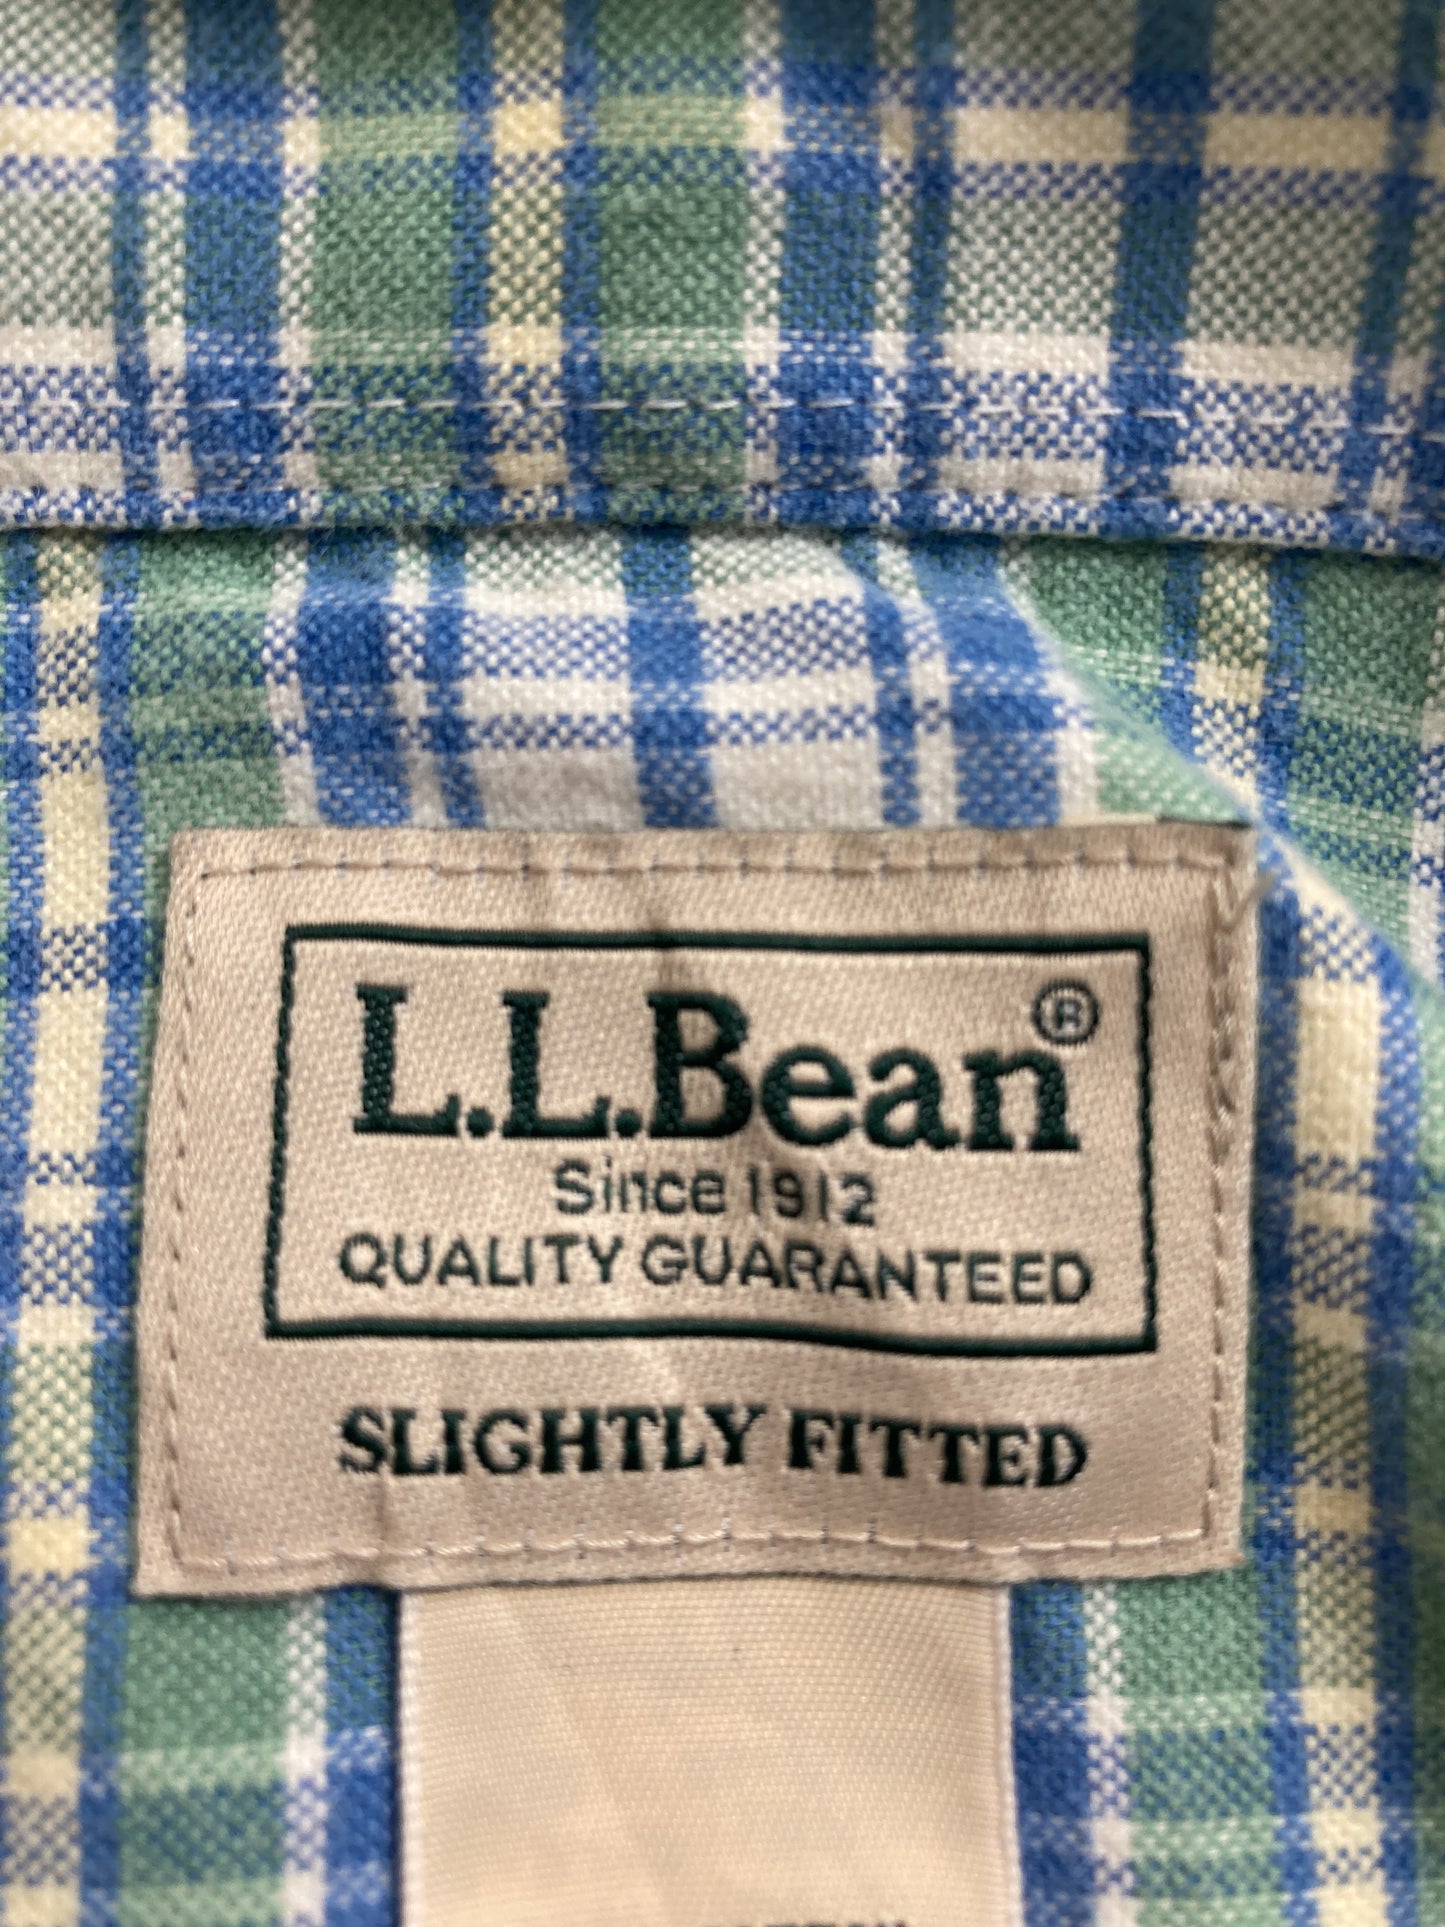 L.L.Bean®
Since 1912
QUALITY GUARANTEED
SLIGHTLY FITTED